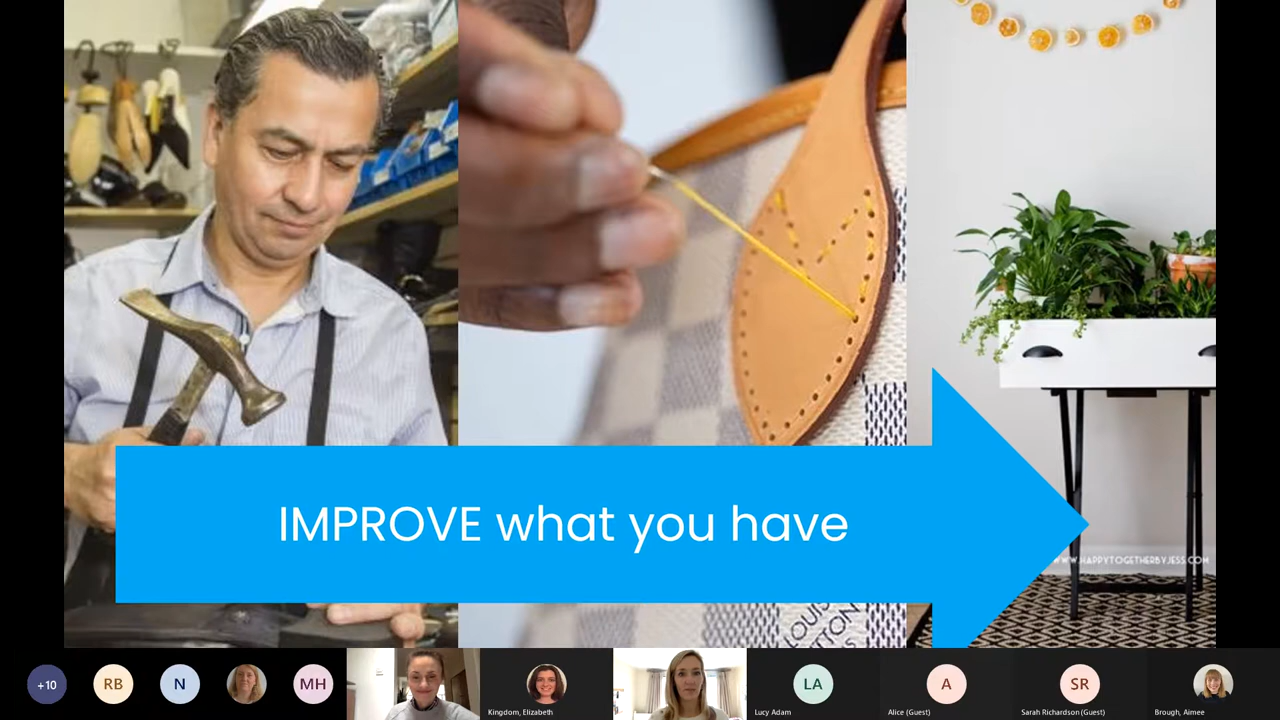 IMPROVE what you have
WWW.HAPPYTOGETHERBYJESS.COM
LOUIS
+10
RB
N
MH
Kingdom, Elizabeth
LA
Lucy Adam
A
Alice (Guest)
SR
Sarah Richardson (Guest)
Brough, Aimee